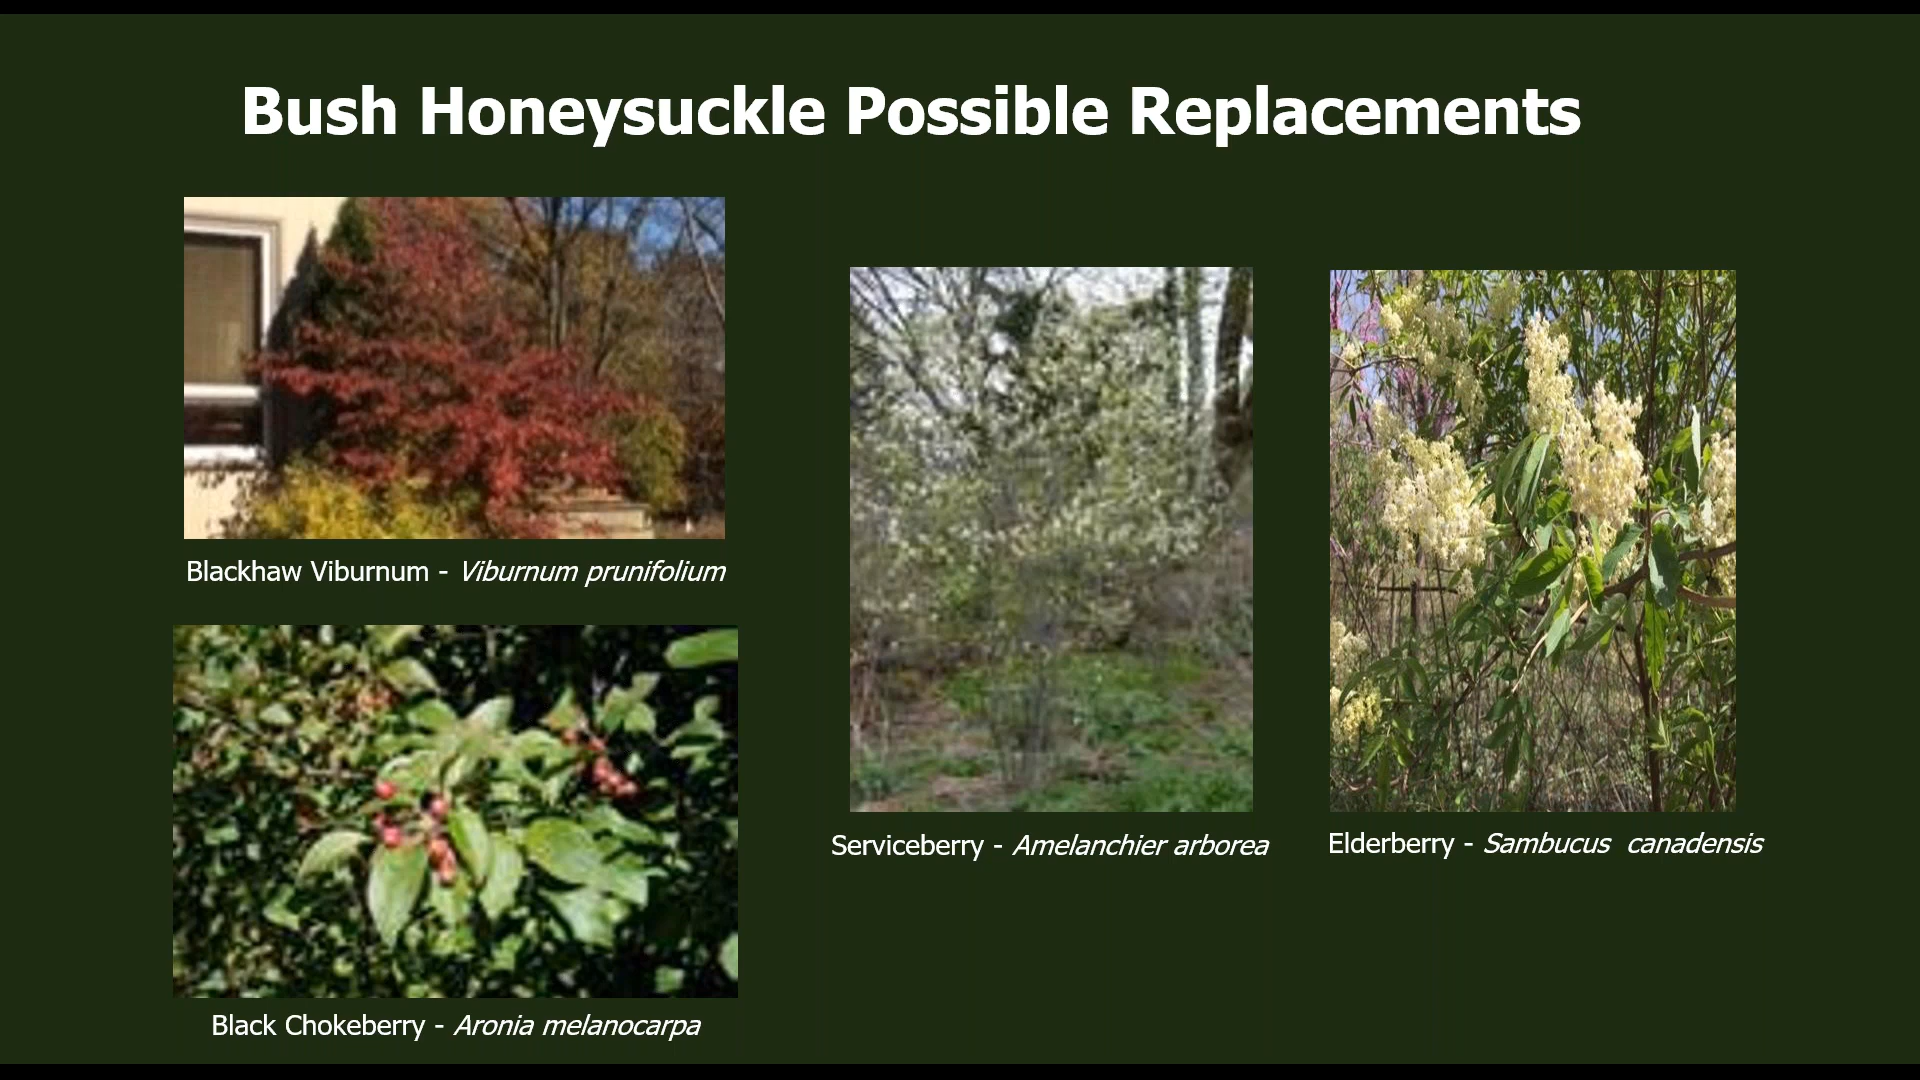 Bush Honeysuckle Possible Replacements
Blackhaw Viburnum - Viburnum prunifolium
Black Chokeberry - Aronia melanocarpa
Serviceberry - Amelanchier arborea
Elderberry - Sambucus  canadensis